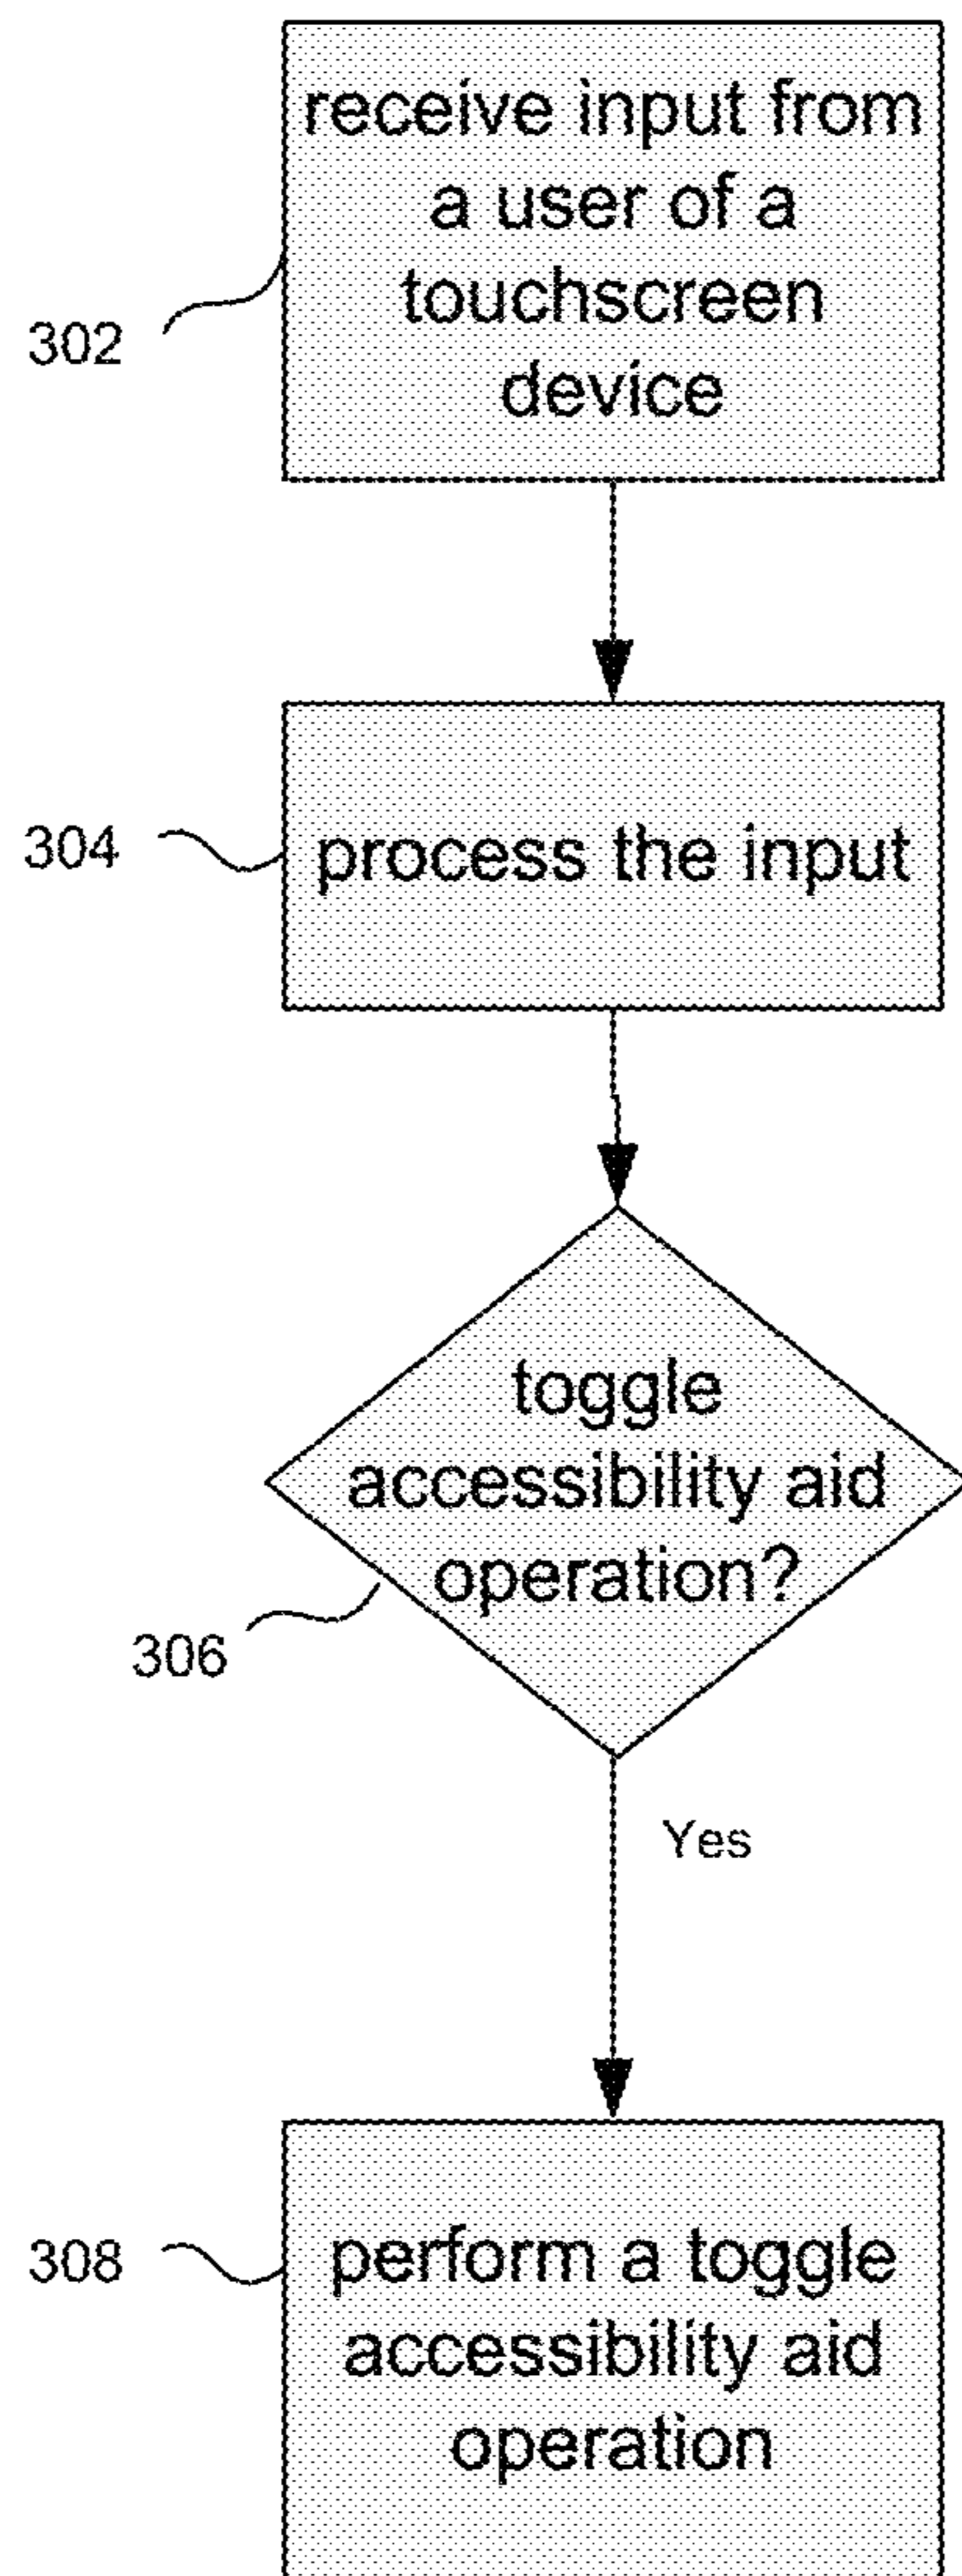 receive input from
a user of a
touchscreen
device
302
304
process the input
toggle
accessibility aid
operation?
306
Yes
308
perform a toggle
accessibility aid
operation